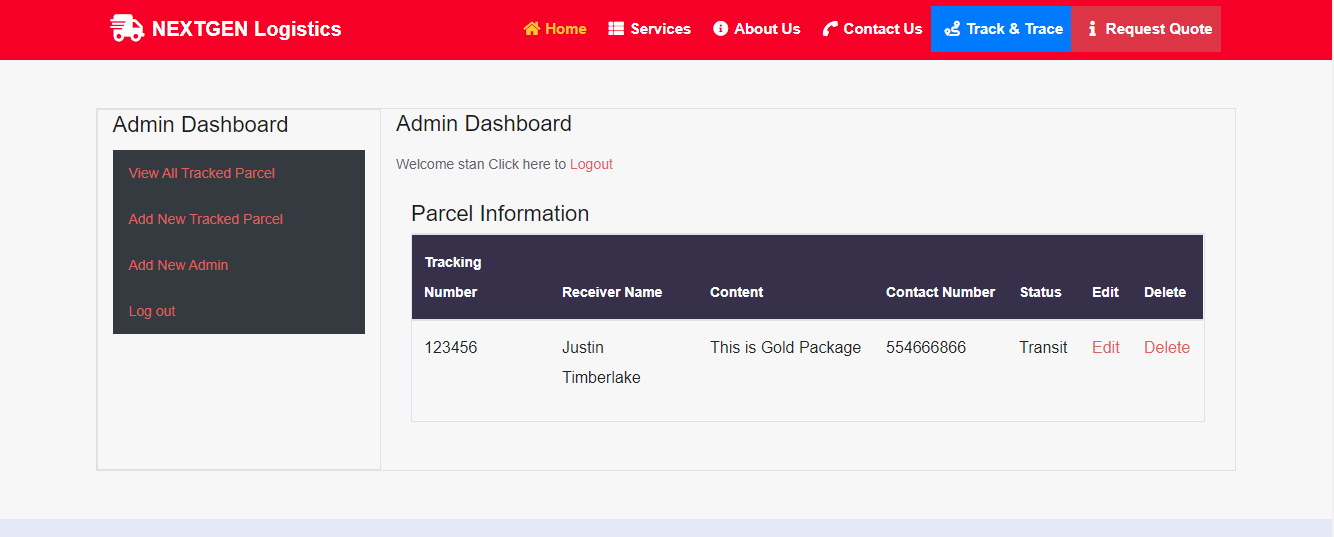 NEXTGEN Logistics Home Services About Us Contact Us Track & Trace Request Quote
Admin Dashboard
View All Tracked Parcel
Add New Tracked Parcel
Add New Admin
Log out
Admin Dashboard
Welcome stan Click here to Logout
Parcel Information
Tracking
Number Receiver Name Content Contact Number Status Edit Delete
123456 Justin This is Gold Package 554666866 Transit Edit Delete
Timberlake